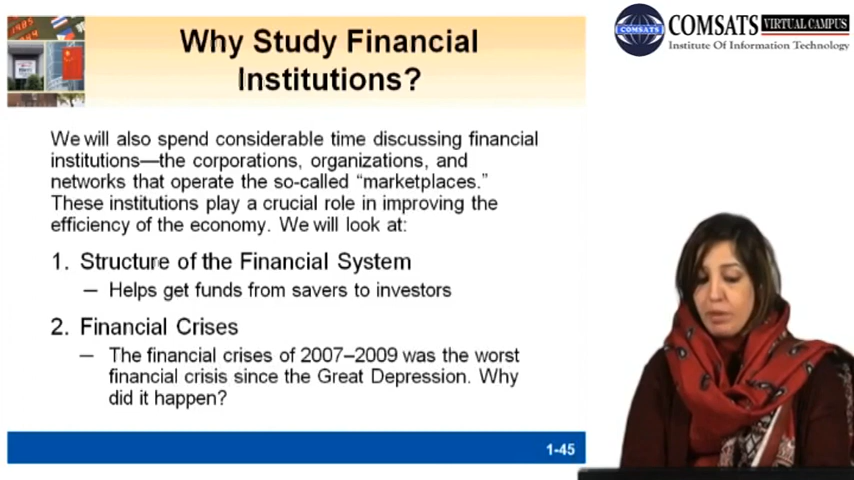 Why Study Financial
Institutions?
COMSATS VIRTUAL CAMPUS
Institute Of Information Technology
COMSATS
We will also spend considerable time discussing financial
institutions—the corporations, organizations, and
networks that operate the so-called “marketplaces.”
These institutions play a crucial role in improving the
efficiency of the economy. We will look at:
1. Structure of the Financial System
– Helps get funds from savers to investors
2. Financial Crises
– The financial crises of 2007–2009 was the worst
financial crisis since the Great Depression. Why
did it happen?
1-45